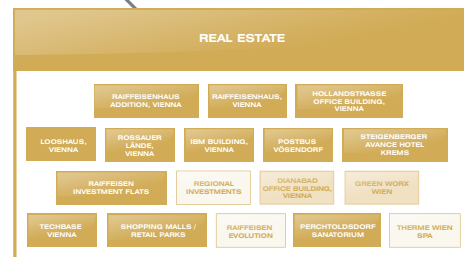 REAL ESTATE
RAIFFEISENHAUS
ADDITION, VIENNA
RAIFFEISENHAUS,
VIENNA
HOLLANDSTRASSE
OFFICE BUILDING,
VIENNA
LOOSHAUS,
VIENNA
ROSSAUER
LÄNDE,
VIENNA
IBM BUILDING,
VIENNA
POSTBUS
VÖSENDORF
STEIGENBERGER
AVANCE HOTEL
KREMS
RAIFFEISEN
INVESTMENT FLATS
REGIONAL
INVESTMENTS
DIANABAD
OFFICE BUILDING,
VIENNA
GREEN WORX
WIEN
TECHBASE
VIENNA
SHOPPING MALLS /
RETAIL PARKS
RAIFFEISEN
EVOLUTION
PERCHTOLDSDORF
SANATORIUM
THERME WIEN
SPA